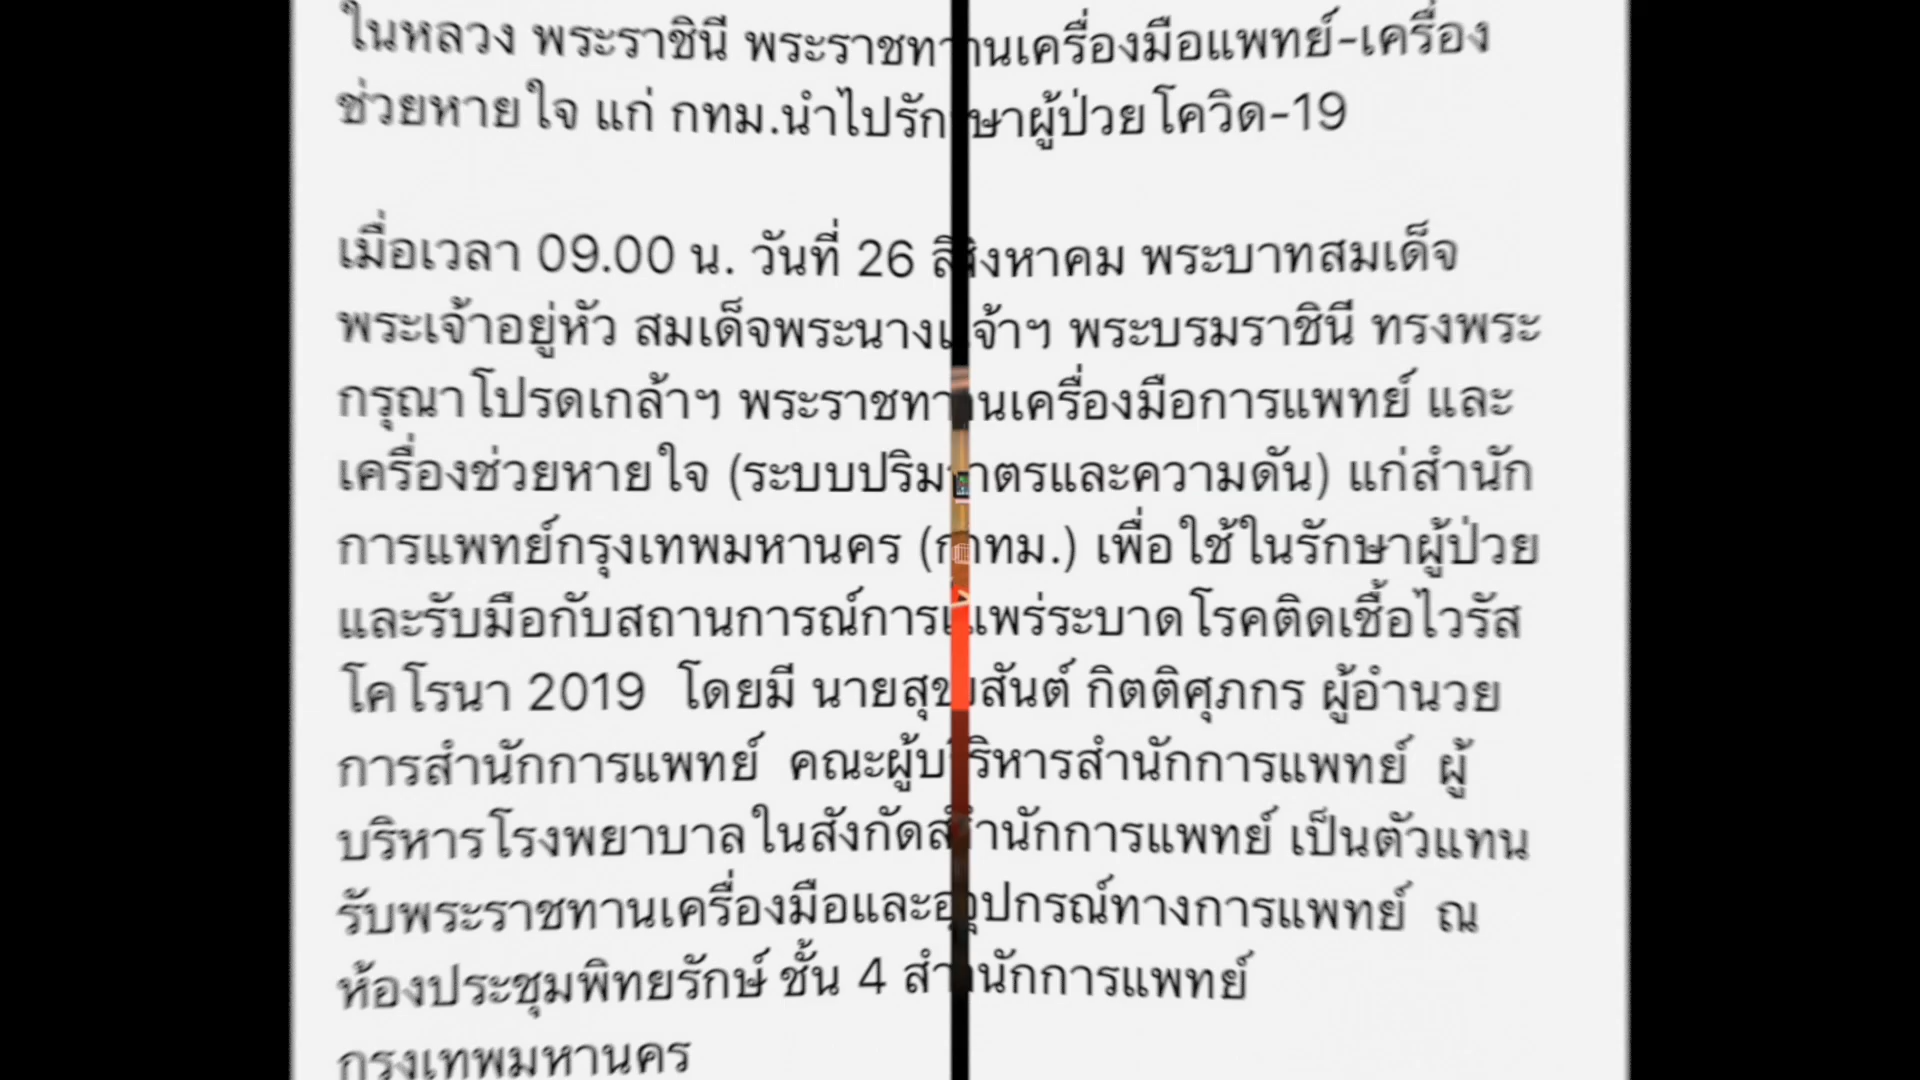 ในหลวง พระราชินี พระราชทานเครื่องมือแพทย์-เครื่อง
ช่วยหายใจ แก่ กทม.นำไปรักษาผู้ป่วยโควิด-19
เมื่อเวลา 09.00 น. วันที่ 26 สิงหาคม พระบาทสมเด็จ
พระเจ้าอยู่หัว สมเด็จพระนางเจ้าฯ พระบรมราชินี ทรงพระ
กรุณาโปรดเกล้าฯ พระราชทานเครื่องมือการแพทย์ และ
เครื่องช่วยหายใจ (ระบบปริมาตรและความดัน) แก่สำนัก
การแพทย์กรุงเทพมหานคร (กทม.) เพื่อใช้ในรักษาผู้ป่วย
และรับมือกับสถานการณ์การแพร่ระบาดโรคติดเชื้อไวรัส
โคโรนา 2019 โดยมี นายสุขสันต์ กิตติศุภกร ผู้อำนวย
การสำนักการแพทย์ คณะผู้บริหารสำนักการแพทย์ ผู้
บริหารโรงพยาบาลในสังกัดสำนักการแพทย์ เป็นตัวแทน
รับพระราชทานเครื่องมือและอุปกรณ์ทางการแพทย์ ณ
ห้องประชุมพิทยรักษ์ ชั้น 4 สำนักการแพทย์
กรุงเทพมหานคร